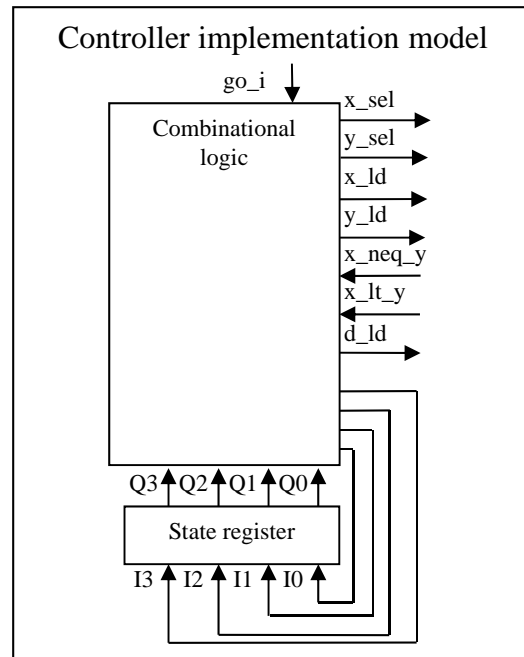 Controller implementation model
go_i
x_sel
Combinational
logic
y_sel
x_ld
y_ld
x_neq_y
x_lt_y
d_ld
Q3 Q2 Q1 Q0
State register
I3 I2 I1 I0